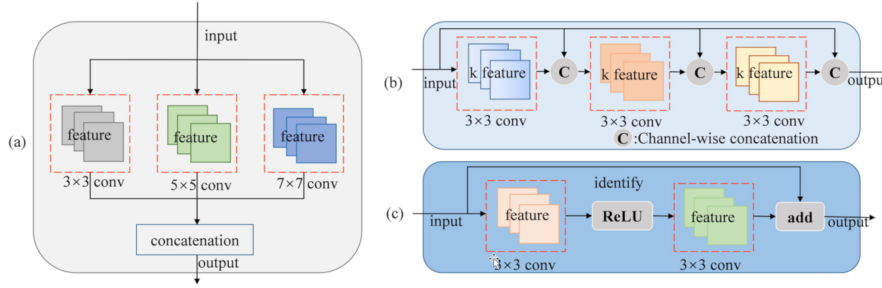 (a)
input
feature
feature
feature
3×3 conv
5×5 conv
7×7 conv
concatenation
output
(b)
input
k feature
C
k feature
C
k feature
C
output
3×3 conv
3×3 conv
3×3 conv
C :Channel-wise concatenation
(c)
identify
input
feature
ReLU
feature
add
output
3×3 conv
3×3 conv